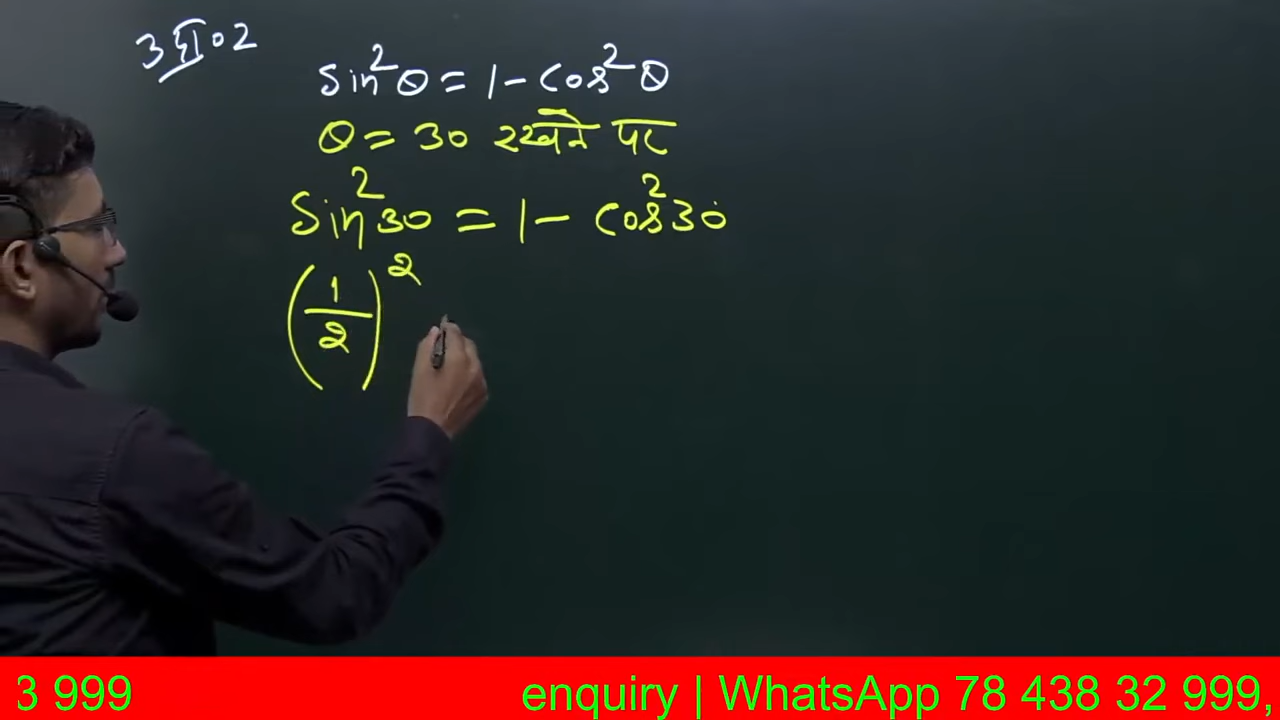 उदा० 2
sin²θ = 1 - cos²θ
θ = 30 रखने पर
sin²30 = 1 - cos²30
(1/2)²
3 999 enquiry | WhatsApp 78 438 32 999,